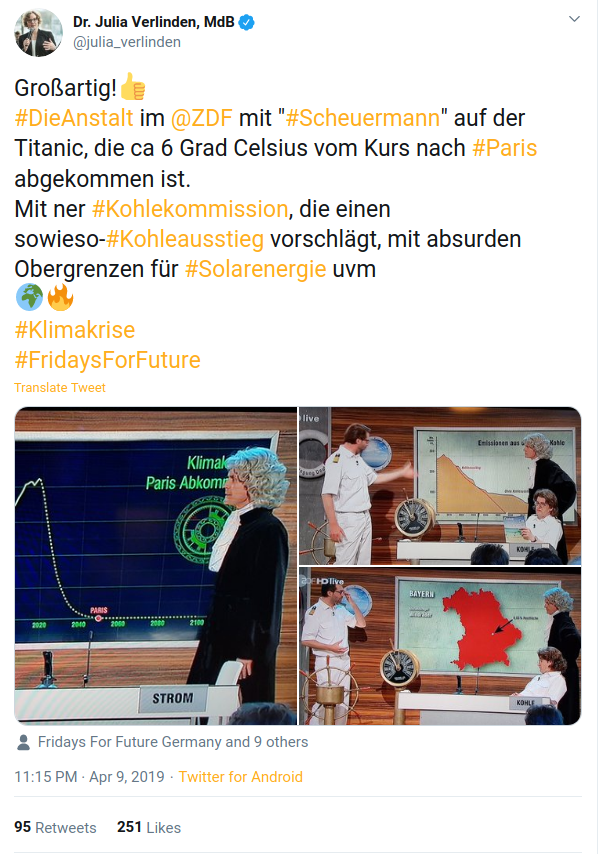 Dr. Julia Verlinden, MdB
@julia_verlinden
Großartig!👍
#DieAnstalt im @ZDF mit "#Scheuermann" auf der
Titanic, die ca 6 Grad Celsius vom Kurs nach #Paris
abgekommen ist.
Mit ner #Kohlekommission, die einen
sowieso-#Kohleausstieg vorschlägt, mit absurden
Obergrenzen für #Solarenergie uvm
🌍🔥
#Klimakrise
#FridaysForFuture
Translate Tweet
Paris Abkomm
PARIS
2020 2040 2060 2080 2100
STROM
live
Emissionen aus Kohle
KOHLE
HD live
BAYERN
KOHLE
Fridays For Future Germany and 9 others
11:15 PM · Apr 9, 2019 · Twitter for Android
95 Retweets 251 Likes